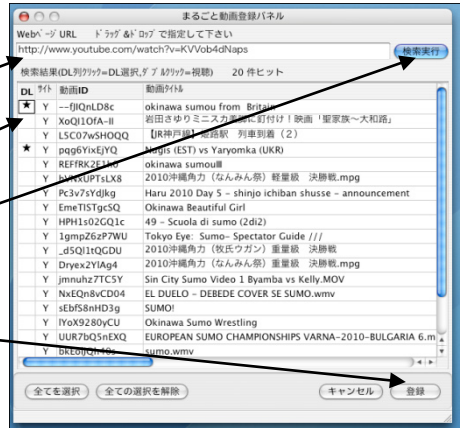 まるごと動画登録パネル
Webページ URL ドラッグ&ドロップ で指定して下さい
http://www.youtube.com/watch?v=KVVob4dNaps
検索実行
検索結果(DL列クリック=DL選択,ダブルクリック=視聴) 20 件ヒット
DL サイト 動画ID 動画タイトル
★ Y --fJIQnLD8c okinawa sumou from Britain
Y XoQl1OfA-II 岩田さゆりミニスカ に釘付け!映画「聖家族〜大和路」
Y LSC07wSHOQQ 【JR神戸線】姫路駅 列車到着(2)
★ Y pqg6YixEjYQ Nagis (EST) vs Yaryomka (UKR)
Y REFfRK2E1h0 okinawa sumouⅢ
Y bVNxUPTsLX8 2010沖縄角力(なんみん祭)軽量級 決勝戦.mpg
Y Pc3v7sYdJkg Haru 2010 Day 5 - shinjo ichiban shusse - announcement
Y EmeTISTgcSQ Okinawa Beautiful Girl
Y HPH1s02GQ1c 49 - Scuola di sumo (2di2)
Y 1gmpZ6zP7WU Tokyo Eye: Sumo- Spectator Guide ///
Y _dSQl1tQGDU 2010沖縄角力(牧氏ウガン)重量級 決勝戦
Y Dryex2YlAg4 2010沖縄角力(なんみん祭)重量級 決勝戦.mpg
Y jmnuhz7TCSY Sin City Sumo Video 1 Byamba vs Kelly.MOV
Y NxEQn8vCD04 EL DUELO - DEBEDE COVER SE SUMO.wmv
Y sEbfS8nHD3g SUMO!
Y IYoX9280yCU Okinawa Sumo Wrestling
Y UUR7bQ5nEXQ EUROPEAN SUMO CHAMPIONSHIPS VARNA-2010-BULGARIA 6.m
Y sumo.wmv
全てを選択 全ての選択を解除 キャンセル 登録